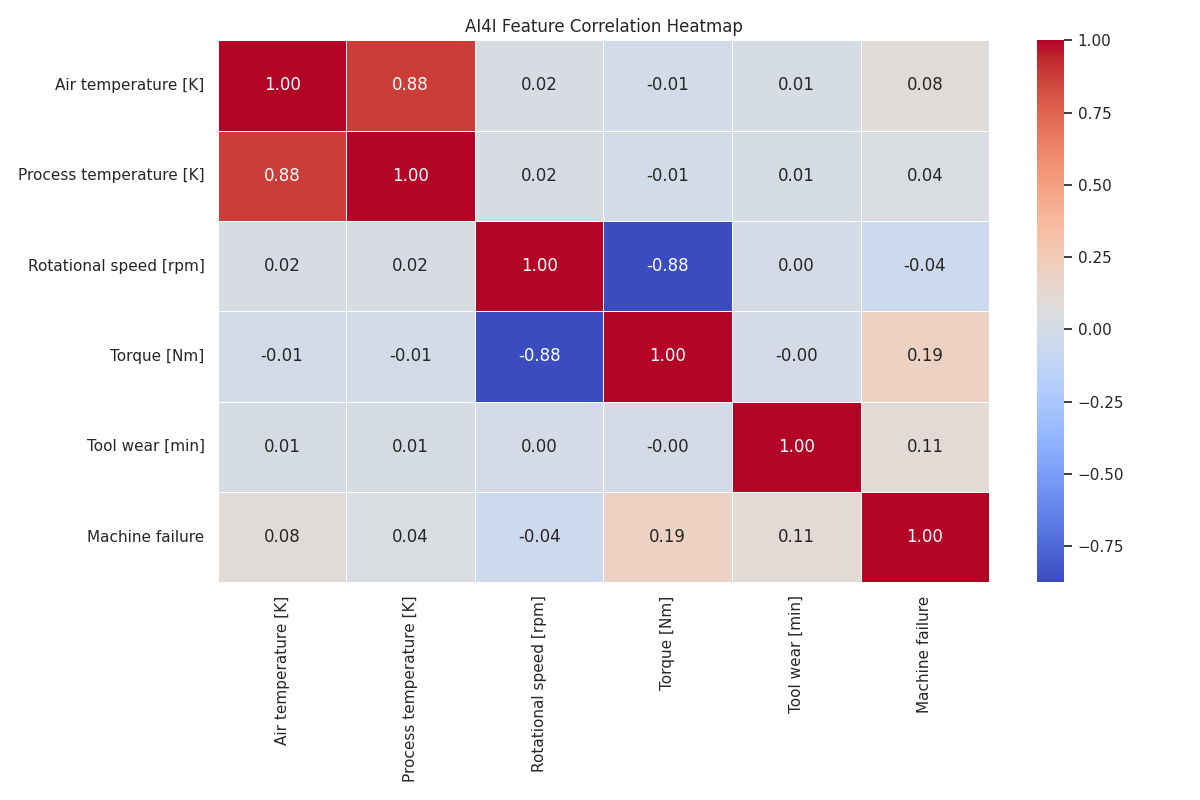 AI4I Feature Correlation Heatmap
Air temperature [K] 1.00 0.88 0.02 -0.01 0.01 0.08
Process temperature [K] 0.88 1.00 0.02 -0.01 0.01 0.04
Rotational speed [rpm] 0.02 0.02 1.00 -0.88 0.00 -0.04
Torque [Nm] -0.01 -0.01 -0.88 1.00 -0.00 0.19
Tool wear [min] 0.01 0.01 0.00 -0.00 1.00 0.11
Machine failure 0.08 0.04 -0.04 0.19 0.11 1.00
Air temperature [K]
Process temperature [K]
Rotational speed [rpm]
Torque [Nm]
Tool wear [min]
Machine failure
1.00
0.75
0.50
0.25
0.00
−0.25
−0.50
−0.75